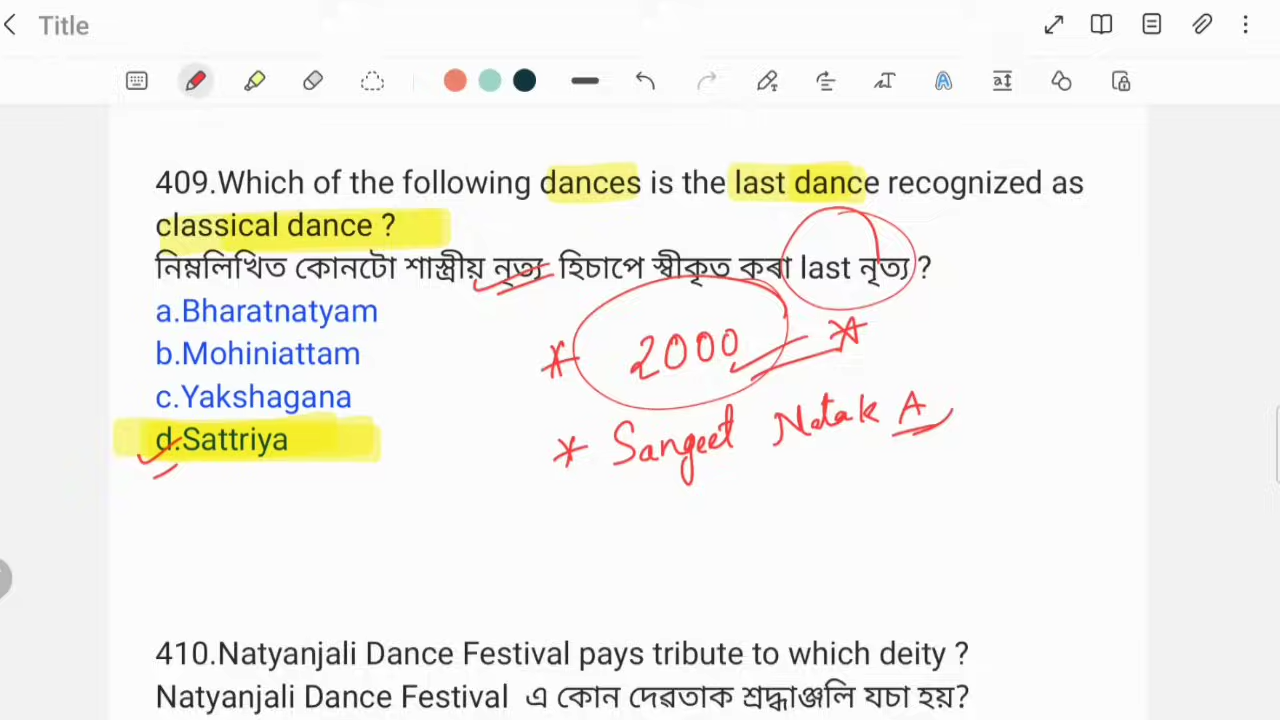 Title
409.Which of the following dances is the last dance recognized as
classical dance ?
নিম্নলিখিত কোনটো শাস্ত্ৰীয় নৃত্য হিচাপে স্বীকৃত কৰা last নৃত্য ?
a.Bharatnatyam
b.Mohiniattam
2000
c.Yakshagana
d.Sattriya
Sangeet Natak A
410.Natyanjali Dance Festival pays tribute to which deity ?
Natyanjali Dance Festival এ কোন দেৱতাক শ্ৰদ্ধাঞ্জলি যচা হয়?